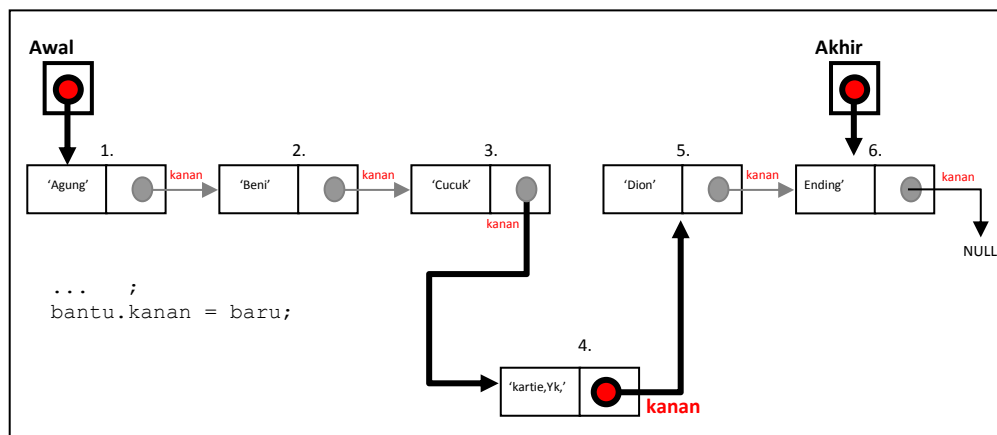 Awal
Akhir
1.
2.
3.
5.
6.
'Agung'
kanan
'Beni'
kanan
'Cucuk'
kanan
'Dion'
kanan
Ending'
kanan
NULL
... ;
bantu.kanan = baru;
4.
'kartie,Yk,'
kanan